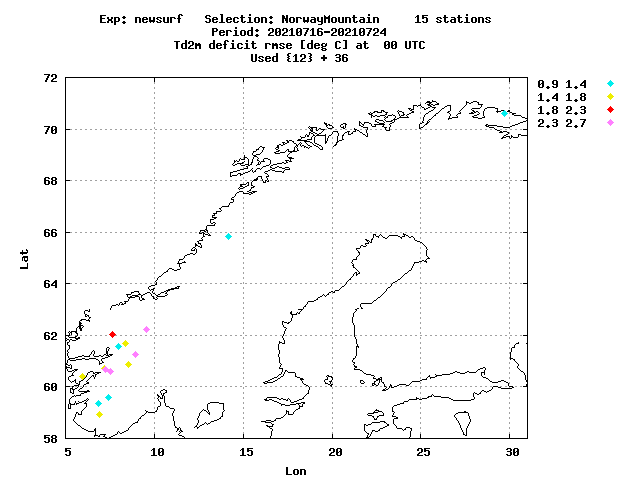 Exp: newsurf   Selection: NorwayMountain     15 stations
Period: 20210716-20210724
Td2m deficit rmse [deg C] at  00 UTC
Used {12} + 36
72
70
68
66
64
62
60
58
5 10 15 20 25 30
Lat
Lon
0.9 1.4
1.4 1.8
1.8 2.3
2.3 2.7